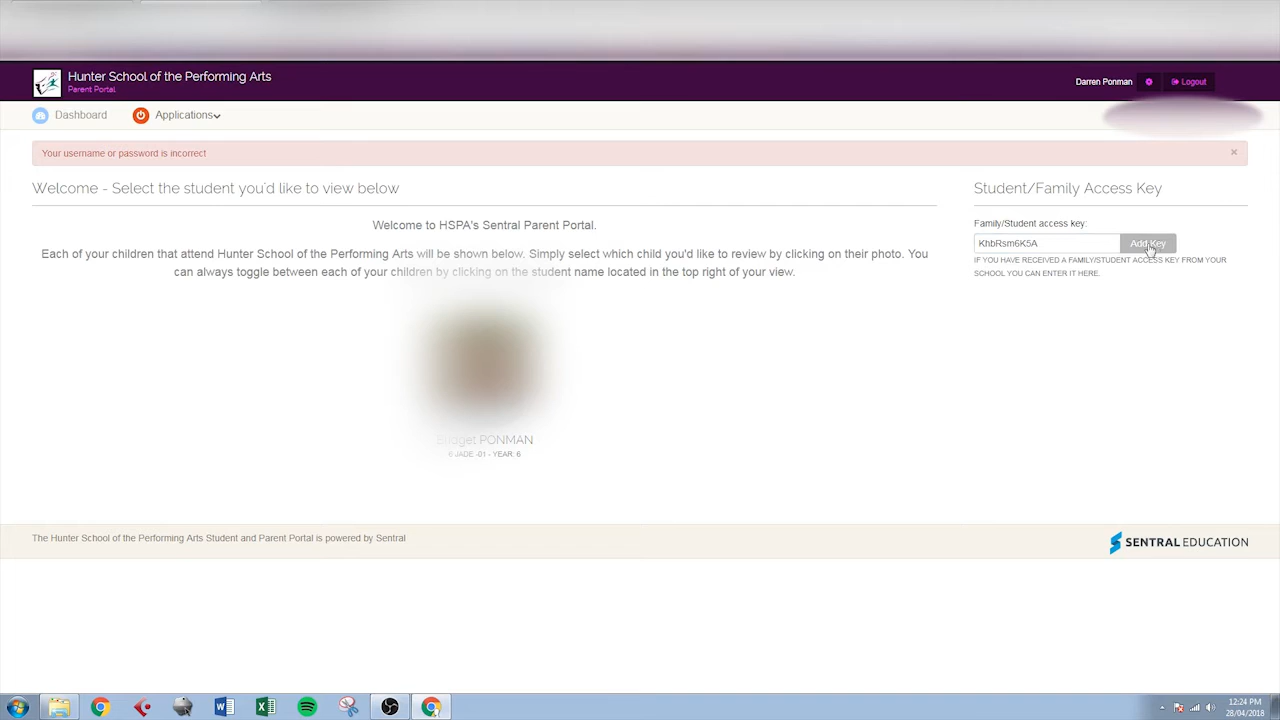 Hunter School of the Performing Arts
Parent Portal
Darren Ponman
Logout
Dashboard
Applications
Your username or password is incorrect
×
Welcome - Select the student you'd like to view below
Student/Family Access Key
Welcome to HSPA's Sentral Parent Portal.
Family/Student access key:
KhbRsm6K5A
Add Key
Each of your children that attend Hunter School of the Performing Arts will be shown below. Simply select which child you'd like to review by clicking on their photo. You
can always toggle between each of your children by clicking on the student name located in the top right of your view.
IF YOU HAVE RECEIVED A FAMILY/STUDENT ACCESS KEY FROM YOUR
SCHOOL YOU CAN ENTER IT HERE.
Bridget PONMAN
6 JADE -01 - YEAR: 6
The Hunter School of the Performing Arts Student and Parent Portal is powered by Sentral
SENTRAL EDUCATION
12:24 PM
28/04/2018